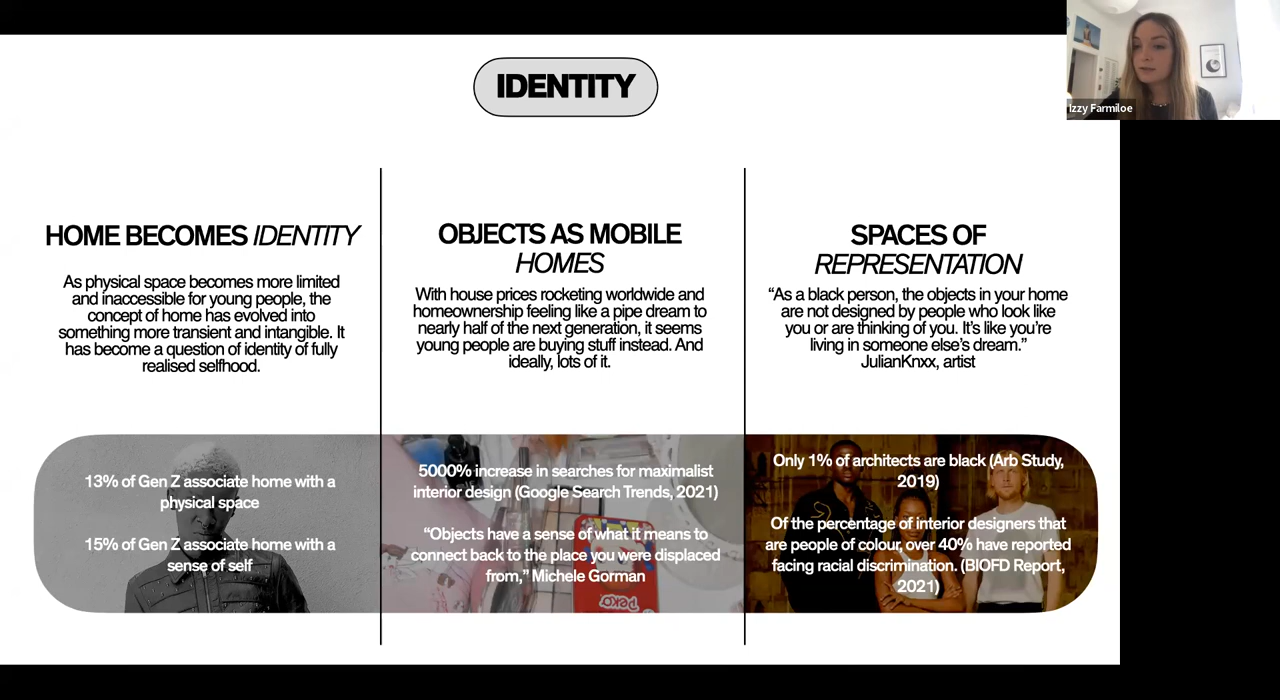 IDENTITY
Izzy Farmiloe
HOME BECOMES IDENTITY
As physical space becomes more limited
and inaccessible for young people, the
concept of home has evolved into
something more transient and intangible. It
has become a question of identity of fully
realised selfhood.
13% of Gen Z associate home with a
physical space
15% of Gen Z associate home with a
sense of self
OBJECTS AS MOBILE
HOMES
With house prices rocketing worldwide and
homeownership feeling like a pipe dream to
nearly half of the next generation, it seems
young people are buying stuff instead. And
ideally, lots of it.
5000% increase in searches for maximalist
interior design (Google Search Trends, 2021)
“Objects have a sense of what it means to
connect back to the place you were displaced
from,” Michele Gorman
peko
SPACES OF
REPRESENTATION
“As a black person, the objects in your home
are not designed by people who look like
you or are thinking of you. It’s like you’re
living in someone else’s dream.”
JulianKnxx, artist
Only 1% of architects are black (Arb Study,
2019)
Of the percentage of interior designers that
are people of colour, over 40% have reported
facing racial discrimination. (BIOFD Report,
2021)